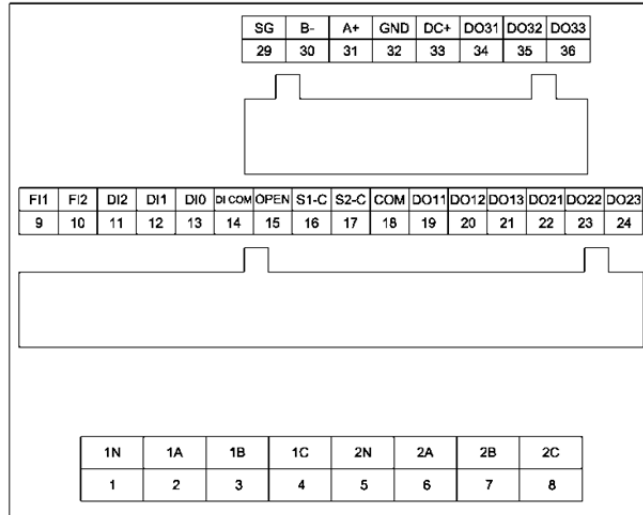 SG B- A+ GND DC+ DO31 DO32 DO33
29 30 31 32 33 34 35 36
FI1 FI2 DI2 DI1 DI0 DI COM OPEN S1-C S2-C COM DO11 DO12 DO13 DO21 DO22 DO23
9 10 11 12 13 14 15 16 17 18 19 20 21 22 23 24
1N 1A 1B 1C 2N 2A 2B 2C
1 2 3 4 5 6 7 8